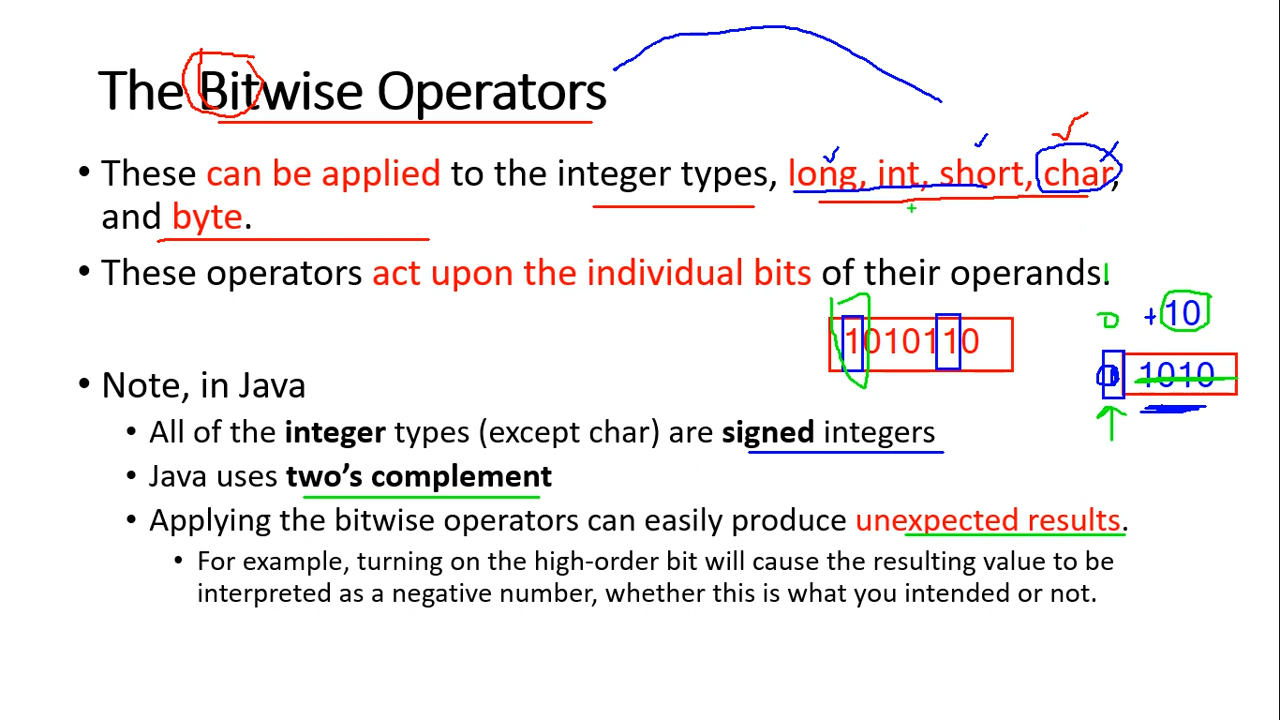 The Bitwise Operators
• These can be applied to the integer types, long, int, short, char,
and byte.
• These operators act upon the individual bits of their operands.
1010110
0 +10
0 1010
• Note, in Java
• All of the integer types (except char) are signed integers
• Java uses two’s complement
• Applying the bitwise operators can easily produce unexpected results.
• For example, turning on the high-order bit will cause the resulting value to be
interpreted as a negative number, whether this is what you intended or not.